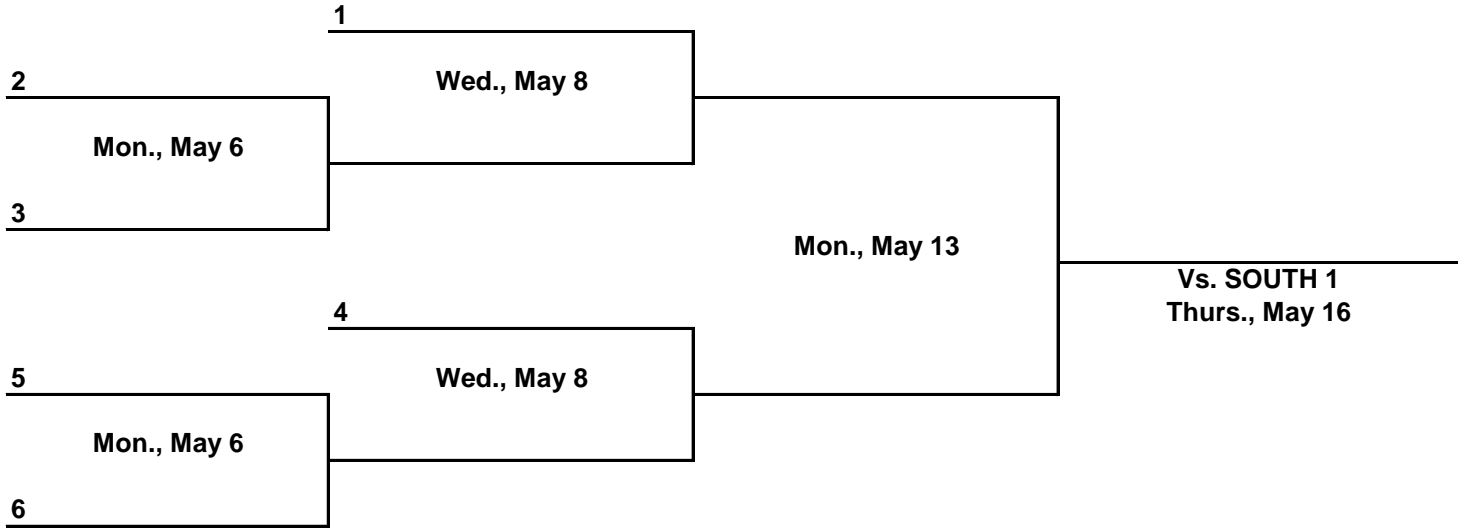 1
2
Wed., May 8
Mon., May 6
3
Mon., May 13
Vs. SOUTH 1
Thurs., May 16
4
5
Wed., May 8
Mon., May 6
6